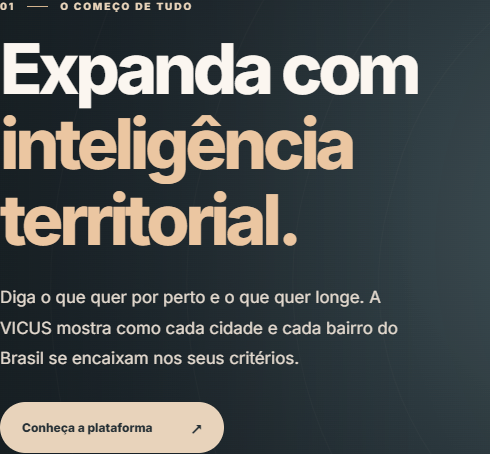 01 — O COMEÇO DE TUDO
Expanda com
inteligência
territorial.
Diga o que quer por perto e o que quer longe. A
VICUS mostra como cada cidade e cada bairro do
Brasil se encaixam nos seus critérios.
Conheça a plataforma ↗